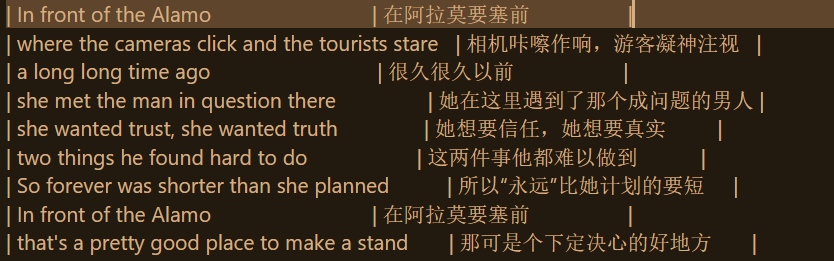 | In front of the Alamo | 在阿拉莫要塞前 |
| where the cameras click and the tourists stare | 相机咔嚓作响，游客凝神注视 |
| a long long time ago | 很久很久以前 |
| she met the man in question there | 她在这里遇到了那个成问题的男人 |
| she wanted trust, she wanted truth | 她想要信任，她想要真实 |
| two things he found hard to do | 这两件事他都难以做到 |
| So forever was shorter than she planned | 所以“永远”比她计划的要短 |
| In front of the Alamo | 在阿拉莫要塞前 |
| that's a pretty good place to make a stand | 那可是个下定决心的好地方 |